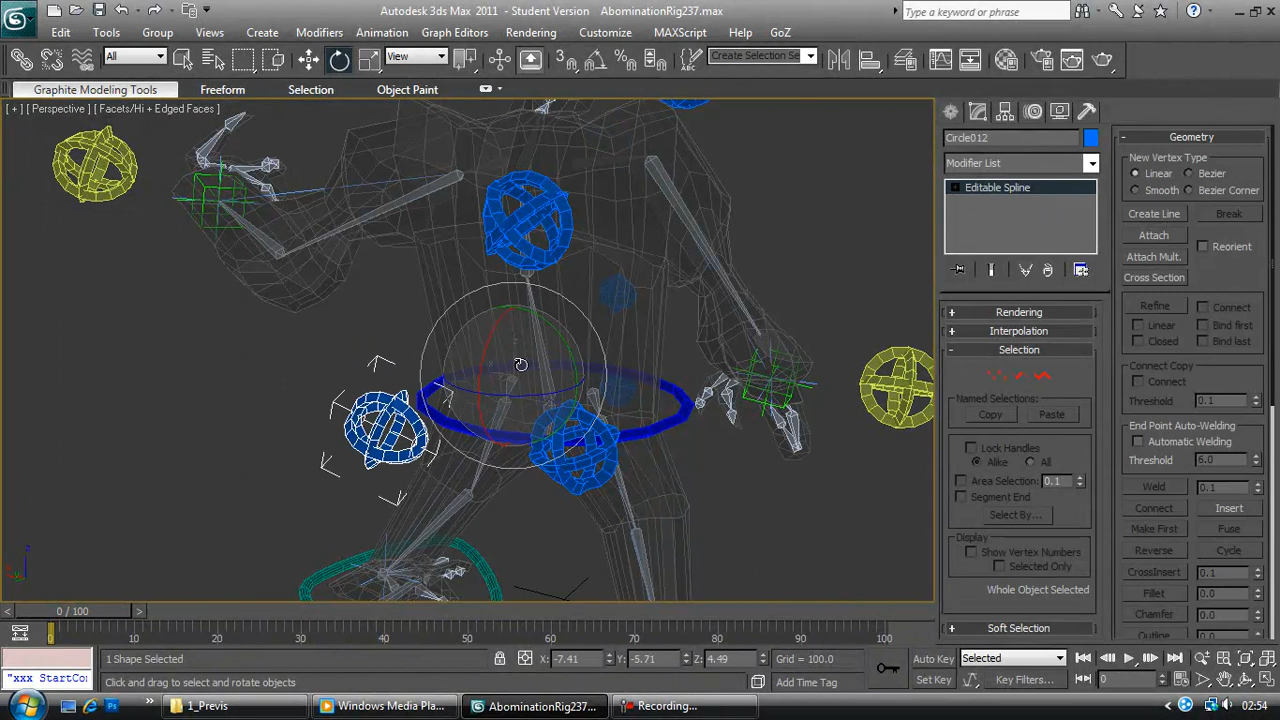 Autodesk 3ds Max 2011 - Student Version AbominationRig237.max
Type a keyword or phrase
Edit Tools Group Views Create Modifiers Animation Graph Editors Rendering Customize MAXScript Help GoZ
All View Create Selection Se
Graphite Modeling Tools Freeform Selection Object Paint
[ + ] [ Perspective ] [ Facets/Hi + Edged Faces ]
Circle012
Modifier List
Editable Spline
Rendering
Interpolation
Selection
Named Selections:
Copy Paste
Lock Handles
Alike All
Area Selection: 0.1
Segment End
Select By...
Display
Show Vertex Numbers
Selected Only
Whole Object Selected
Soft Selection
Geometry
New Vertex Type
Linear Bezier
Smooth Bezier Corner
Create Line Break
Attach Reorient
Attach Mult.
Cross Section
Refine Connect
Linear Bind first
Closed Bind last
Connect Copy
Connect
Threshold 0.1
End Point Auto-Welding
Automatic Welding
Threshold 6.0
Weld 0.1
Connect Insert
Make First Fuse
Reverse Cycle
CrossInsert 0.1
Fillet 0.0
Chamfer 0.0
Outline
z
0 / 100
0 10 20 30 40 50 60 70 80 90 100
1 Shape Selected X: -7.41 Y: -5.71 Z: 4.49 Grid = 100.0 Auto Key Selected
"xxx StartCo Click and drag to select and rotate objects Add Time Tag Set Key Key Filters... 0
1_Previs Windows Media Pla... AbominationRig237... Recording... 02:54